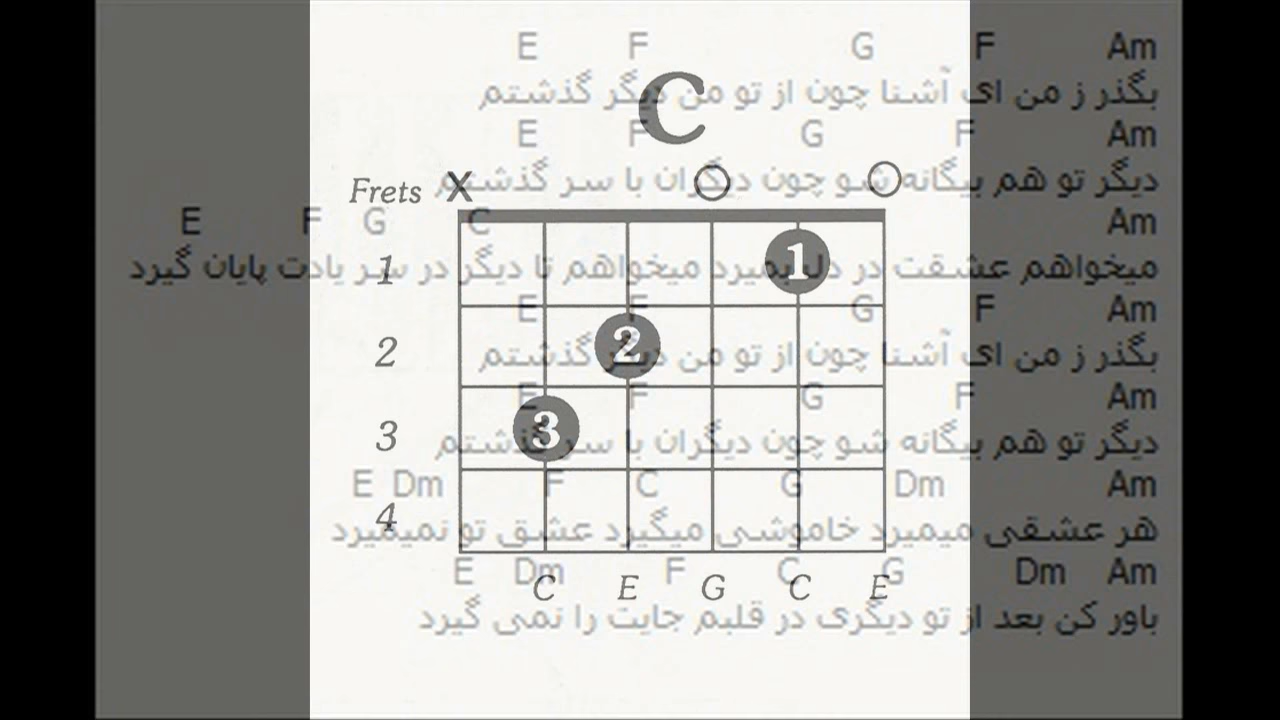 E F G F Am
بگذر ز من ای آشنا چون از تو من دیگر گذشتم
C
E F G F Am
دیگر تو هم بیگانه شو چون دیگران با سر گذشتم
Frets X O O
E F G C Am
میخواهم عشقت در دل بمیرد میخواهم تا دیگر در سر یادت پایان گیرد
1 1
E F G F Am
بگذر ز من ای آشنا چون از تو من دیگر گذشتم
2 2
E F G F Am
دیگر تو هم بیگانه شو چون دیگران با سر گذشتم
3 3
E Dm F C G Dm Am
4
هر عشقی میمیرد خاموشی میگیرد عشق تو نمیمیرد
E Dm F C G Dm Am
C E G C E
باور کن بعد از تو دیگری در قلبم جایت را نمی گیرد